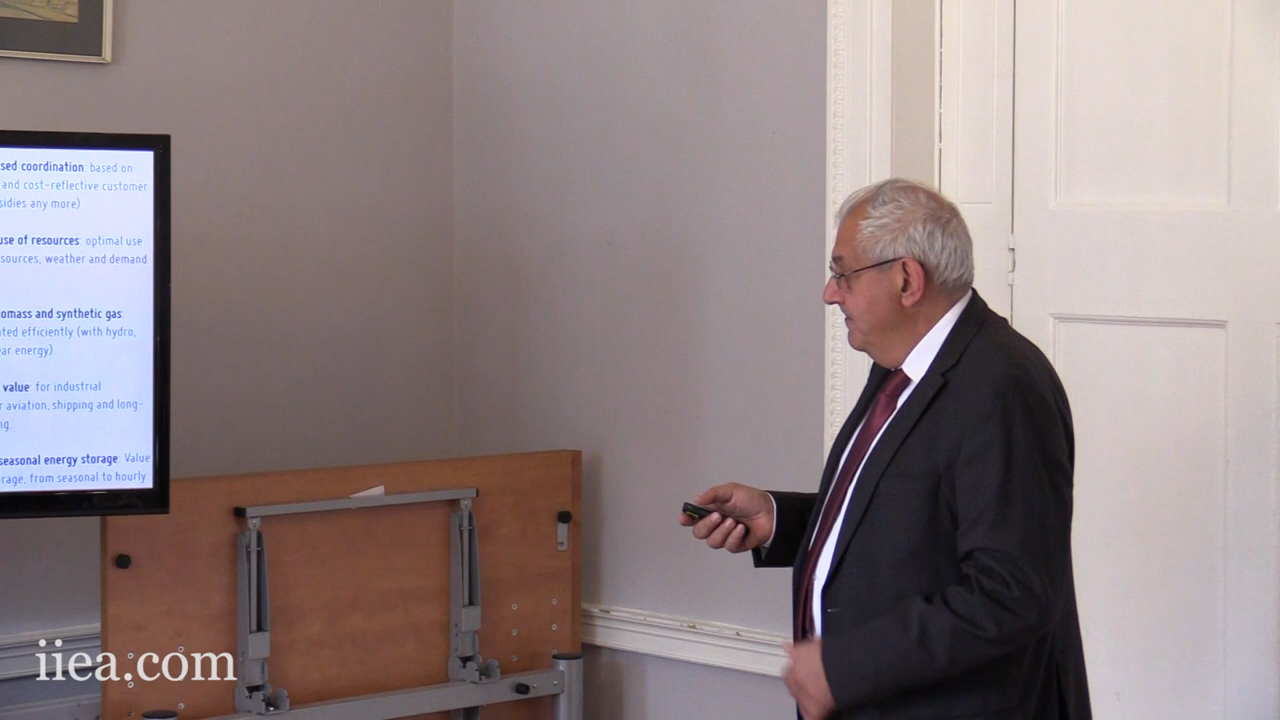 sed coordination: based on
and cost-reflective customer
sidies any more)
use of resources: optimal use
sources, weather and demand
omass and synthetic gas:
ted efficiently (with hydro,
ear energy)
value: for industrial
r aviation, shipping and long-
ng.
seasonal energy storage: Value
rage, from seasonal to hourly
iiea.com